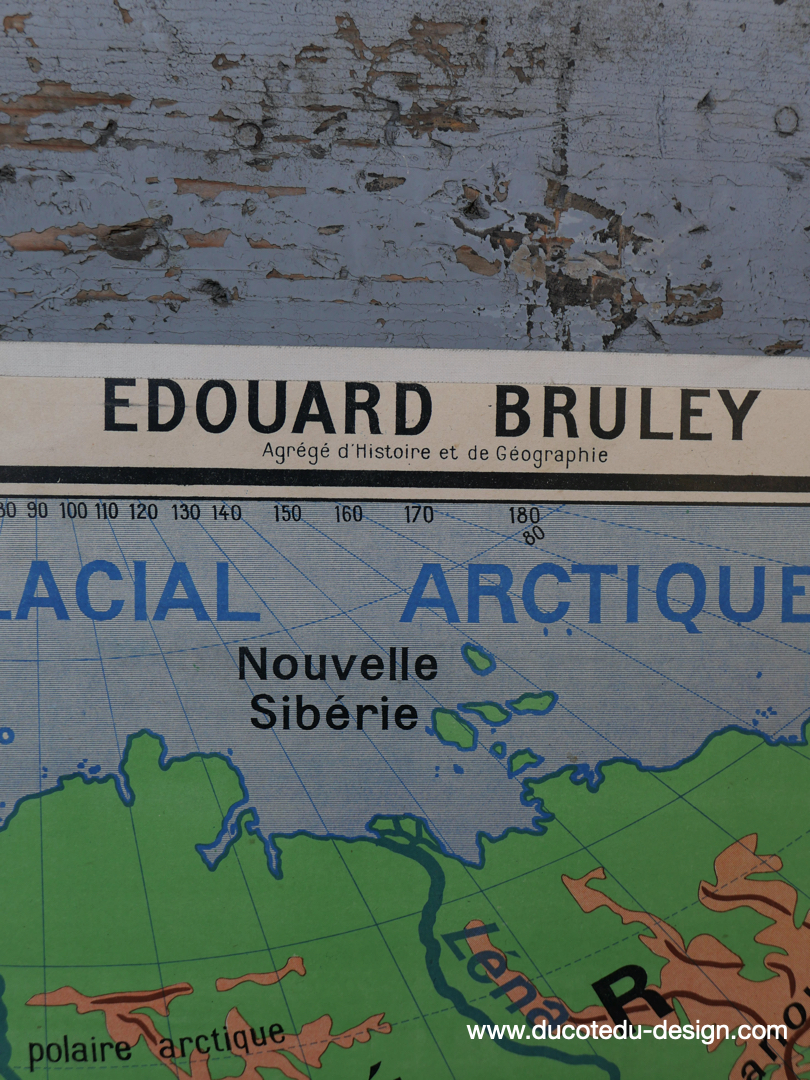 EDOUARD BRULEY
Agrégé d'Histoire et de Géographie
80 90 100 110 120 130 140 150 160 170 180
80
LACIAL ARCTIQUE
Nouvelle
Sibérie
Léna
R
polaire arctique
www.ducotedu-design.com